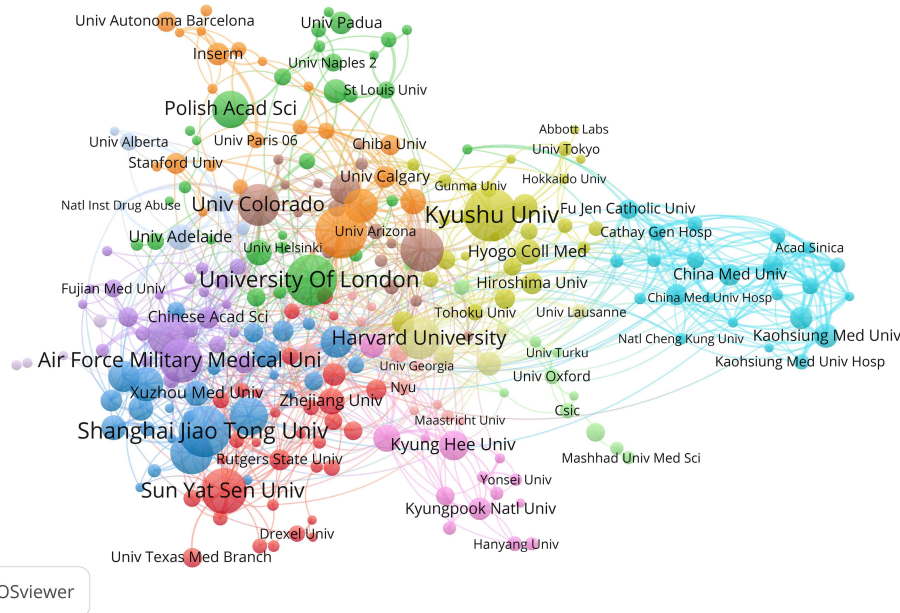 Univ Autonoma Barcelona
Univ Padua
Inserm
Univ Naples 2
St Louis Univ
Polish Acad Sci
Abbott Labs
Univ Alberta
Univ Paris 06
Chiba Univ
Univ Tokyo
Stanford Univ
Univ Calgary
Gunma Univ
Hokkaido Univ
Natl Inst Drug Abuse
Univ Colorado
Kyushu Univ
Fu Jen Catholic Univ
Univ Adelaide
Univ Arizona
Cathay Gen Hosp
Univ Helsinki
Hyogo Coll Med
Acad Sinica
University Of London
Hiroshima Univ
China Med Univ
Fujian Med Univ
China Med Univ Hosp
Chinese Acad Sci
Tohoku Univ
Univ Lausanne
Harvard University
Natl Cheng Kung Univ
Kaohsiung Med Univ
Air Force Military Medical Uni
Univ Georgia
Univ Turku
Kaohsiung Med Univ Hosp
Xuzhou Med Univ
Zhejiang Univ
Nyu
Univ Oxford
Csic
Shanghai Jiao Tong Univ
Maastricht Univ
Kyung Hee Univ
Rutgers State Univ
Mashhad Univ Med Sci
Sun Yat Sen Univ
Yonsei Univ
Kyungpook Natl Univ
Drexel Univ
Hanyang Univ
Univ Texas Med Branch
OSviewer